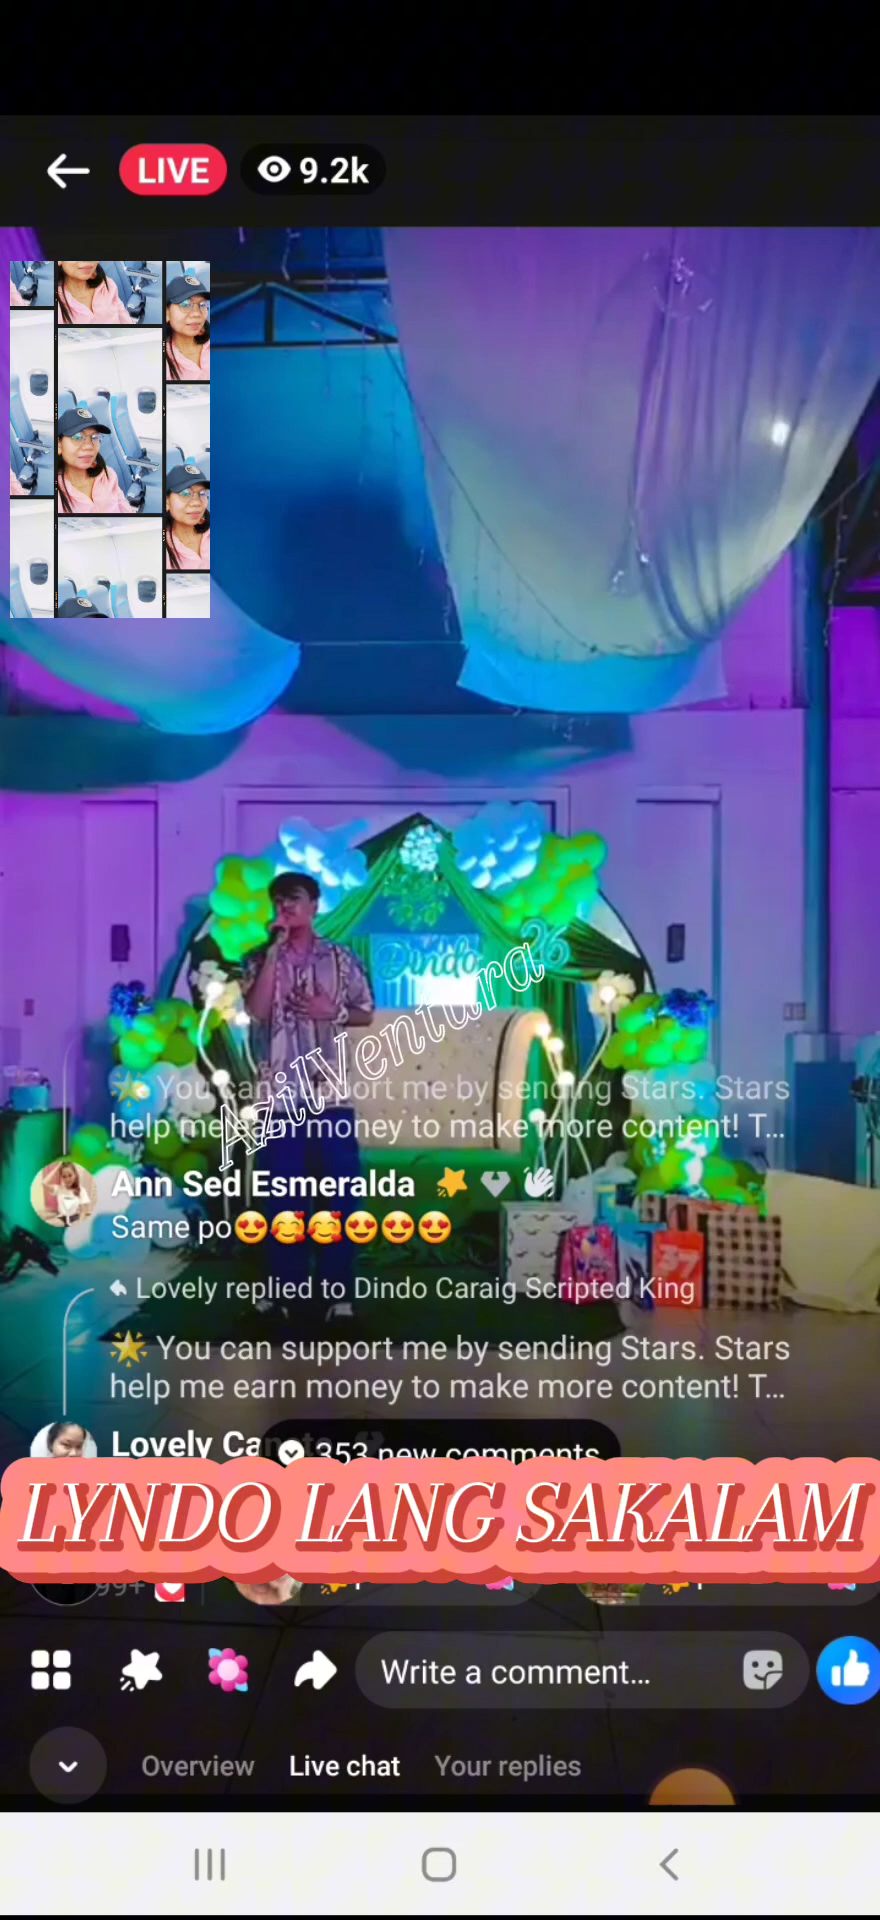 LIVE
9.2k
Dindo
26
AzilVentura
🌟 You can support me by sending Stars. Stars
help me earn money to make more content! T...
Ann Sed Esmeralda
Same po😍🥰🥰😍😍😍
Lovely replied to Dindo Caraig Scripted King
🌟 You can support me by sending Stars. Stars
help me earn money to make more content! T...
37
Lovely Ca
353 new comments
LYNDO LANG SAKALAM
99+
Write a comment...
Overview
Live chat
Your replies